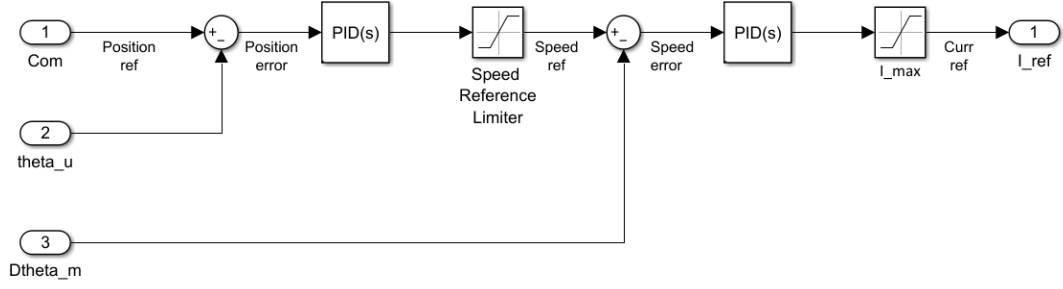 1
Com
Position
ref
+
−
Position
error
PID(s)
Speed
Reference
Limiter
Speed
ref
+
−
Speed
error
PID(s)
I_max
Curr
ref
1
I_ref
2
theta_u
3
Dtheta_m